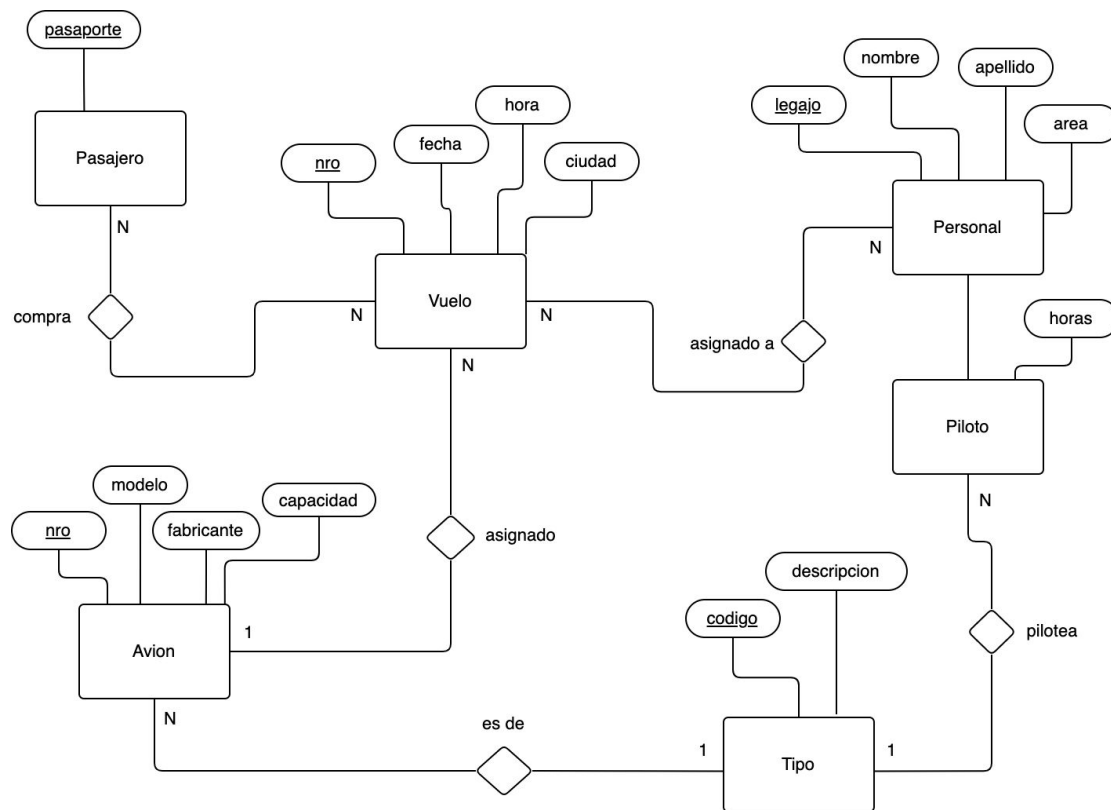 pasaporte
Pasajero
N
compra
N
nro
fecha
hora
ciudad
Vuelo
N
N
legajo
nombre
apellido
area
Personal
N
asignado a
horas
Piloto
N
pilotea
asignado
nro
modelo
fabricante
capacidad
Avion
1
N
es de
1
codigo
descripcion
Tipo
1